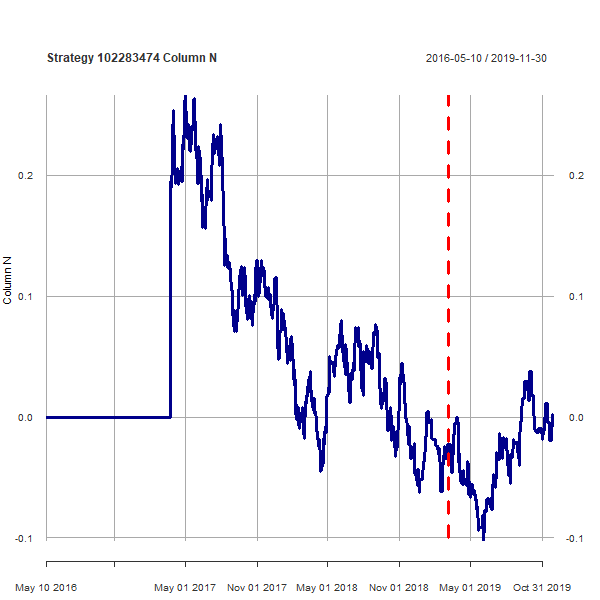 Strategy 102283474 Column N
2016-05-10 / 2019-11-30
0.2
0.2
0.1
0.1
Column N
0.0
0.0
-0.1
-0.1
May 10 2016
May 01 2017
Nov 01 2017
May 01 2018
Nov 01 2018
May 01 2019
Oct 31 2019